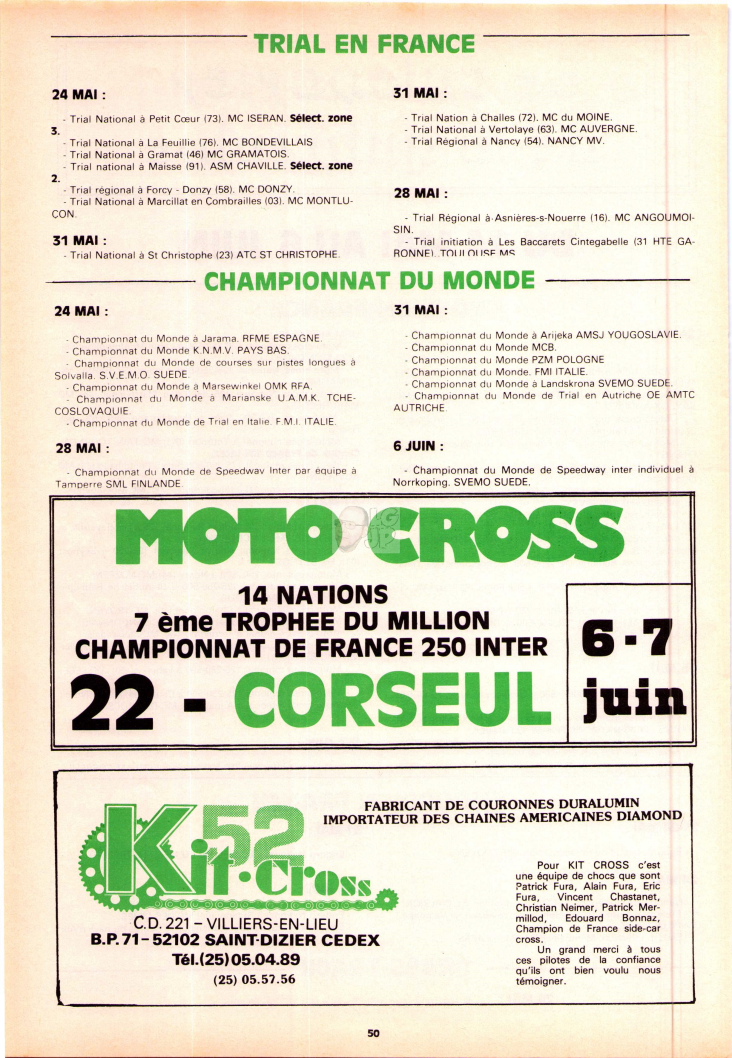 TRIAL EN FRANCE
24 MAI :
- Trial National à Petit Cœur (73). MC ISERAN. Sélect. zone
3.
- Trial National à La Feuillie (76). MC BONDEVILLAIS
- Trial National à Gramat (46) MC GRAMATOIS.
- Trial national à Maisse (91). ASM CHAVILLE. Sélect. zone
2.
- Trial régional à Forcy - Donzy (58). MC DONZY.
- Trial National à Marcillat en Combrailles (03). MC MONTLU-
CON.
31 MAI :
- Trial National à St Christophe (23) ATC ST CHRISTOPHE.
31 MAI :
- Trial Nation à Challes (72). MC du MOINE.
- Trial National à Vertolaye (63). MC AUVERGNE.
- Trial Régional à Nancy (54). NANCY MV.
28 MAI :
- Trial Régional à Asnières-s-Nouerre (16). MC ANGOUMOI-
SIN.
- Trial initiation à Les Baccarets Cintegabelle (31 HTE GA-
RONNE). TOULOUSE MS
CHAMPIONNAT DU MONDE
24 MAI :
- Championnat du Monde à Jarama. RFME ESPAGNE.
- Championnat du Monde K.N.M.V. PAYS BAS.
- Championnat du Monde de courses sur pistes longues à
Solvalla. S.V.E.M.O. SUEDE.
- Championnat du Monde à Marsewinkel OMK RFA.
- Championnat du Monde à Marianske U.A.M.K. TCHE-
COSLOVAQUIE.
- Championnat du Monde de Trial en Italie. F.M.I. ITALIE.
28 MAI :
- Championnat du Monde de Speedway Inter par équipe à
Tamperre SML FINLANDE.
31 MAI :
- Championnat du Monde à Arijeka AMSJ YOUGOSLAVIE.
- Championnat du Monde MCB.
- Championnat du Monde PZM POLOGNE
- Championnat du Monde. FMI ITALIE.
- Championnat du Monde à Landskrona SVEMO SUEDE.
- Championnat du Monde de Trial en Autriche OE AMTC
AUTRICHE.
6 JUIN :
- Championnat du Monde de Speedway inter individuel à
Norrkoping. SVEMO SUEDE.
MOTO CROSS
14 NATIONS
7 ème TROPHEE DU MILLION
CHAMPIONNAT DE FRANCE 250 INTER
22 - CORSEUL
6 - 7
juin
52
Kit-Cross
C.D. 221 – VILLIERS-EN-LIEU
B.P. 71 – 52102 SAINT-DIZIER CEDEX
Tél. (25) 05.04.89
(25) 05.57.56
FABRICANT DE COURONNES DURALUMIN
IMPORTATEUR DES CHAINES AMERICAINES DIAMOND
Pour KIT CROSS c'est
une équipe de chocs que sont
Patrick Fura, Alain Fura, Eric
Fura, Vincent Chastanet,
Christian Neimer, Patrick Mer-
millod, Edouard Bonnaz,
Champion de France side-car
cross.
Un grand merci à tous
ces pilotes de la confiance
qu'ils ont bien voulu nous
témoigner.
50